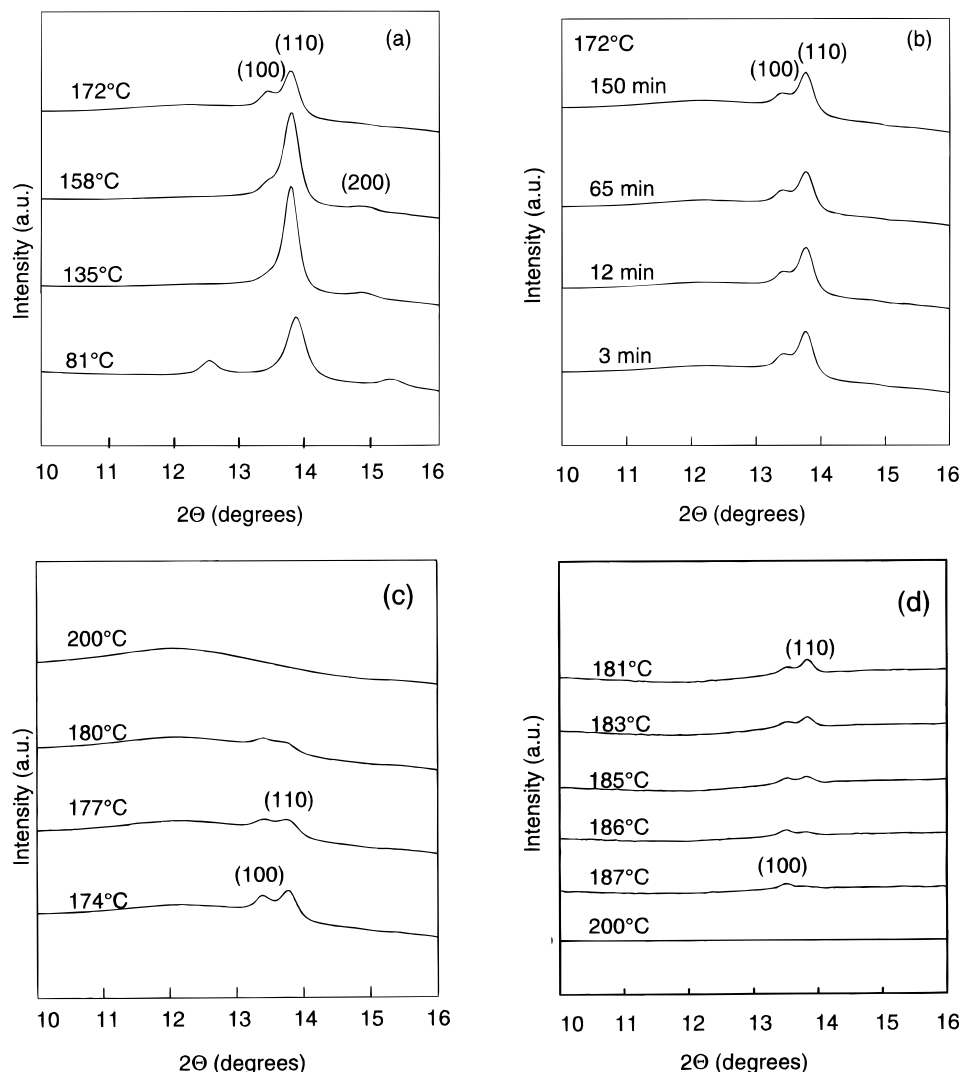 (a)
(110)
(100)
172°C
158°C
(200)
135°C
81°C
Intensity (a.u.)
10 11 12 13 14 15 16
2Θ (degrees)
(b)
172°C
(110)
(100)
150 min
65 min
12 min
3 min
Intensity (a.u.)
10 11 12 13 14 15 16
2Θ (degrees)
(c)
200°C
180°C
(110)
177°C
(100)
174°C
Intensity (a.u.)
10 11 12 13 14 15 16
2Θ (degrees)
(d)
(110)
181°C
183°C
185°C
186°C
(100)
187°C
200°C
Intensity (a.u.)
10 11 12 13 14 15 16
2Θ (degrees)